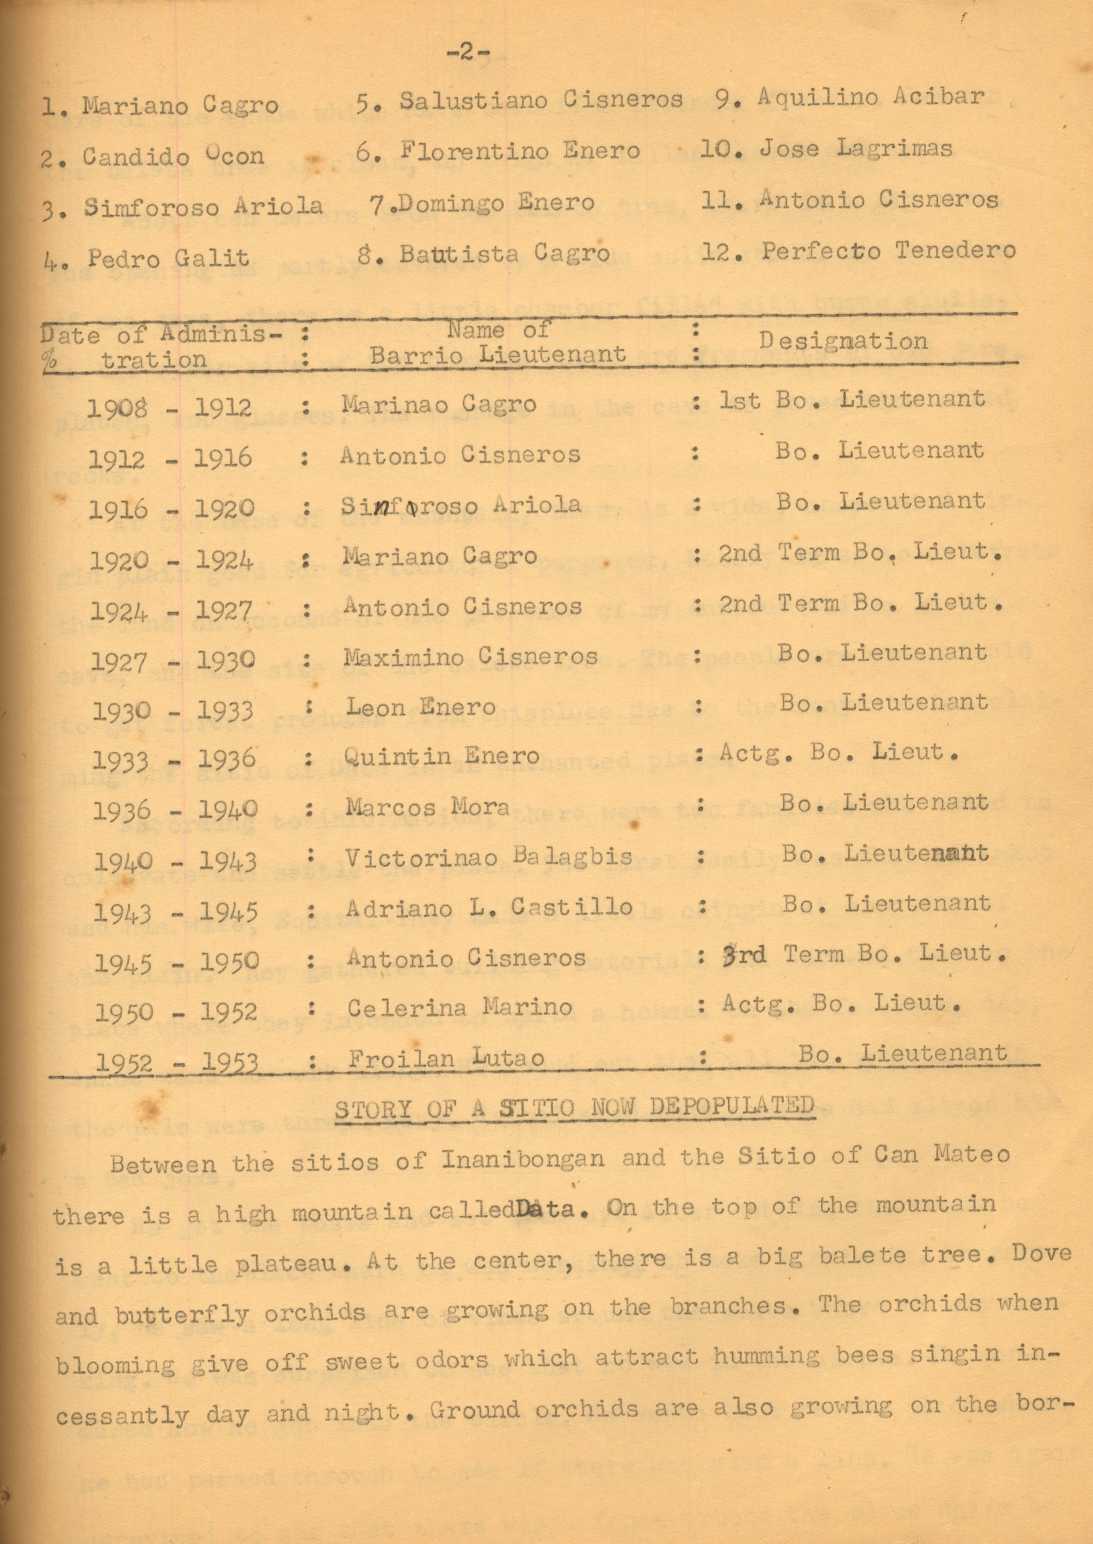 -2-
1. Mariano Cagro 5. Salustiano Cisneros 9. Aquilino Acibar
2. Candido Ocon 6. Florentino Enero 10. Jose Lagrimas
3. Simforoso Ariola 7.Domingo Enero 11. Antonio Cisneros
4. Pedro Galit 8. Bautista Cagro 12. Perfecto Tenedero
Date of Adminis- : Name of : Designation
% tration : Barrio Lieutenant :
1908 - 1912 : Marinao Cagro : 1st Bo. Lieutenant
1912 - 1916 : Antonio Cisneros : Bo. Lieutenant
1916 - 1920 : Sinforoso Ariola : Bo. Lieutenant
1920 - 1924 : Mariano Cagro : 2nd Term Bo. Lieut.
1924 - 1927 : Antonio Cisneros : 2nd Term Bo. Lieut.
1927 - 1930 : Maximino Cisneros : Bo. Lieutenant
1930 - 1933 : Leon Enero : Bo. Lieutenant
1933 - 1936 : Quintin Enero : Actg. Bo. Lieut.
1936 - 1940 : Marcos Mora : Bo. Lieutenant
1940 - 1943 : Victorinao Balagbis : Bo. Lieutenant
1943 - 1945 : Adriano L. Castillo : Bo. Lieutenant
1945 - 1950 : Antonio Cisneros : 3rd Term Bo. Lieut.
1950 - 1952 : Celerina Marino : Actg. Bo. Lieut.
1952 - 1953 : Froilan Lutao : Bo. Lieutenant
STORY OF A SITIO NOW DEPOPULATED
Between the sitios of Inanibongan and the Sitio of Can Mateo
there is a high mountain calledData. On the top of the mountain
is a little plateau. At the center, there is a big balete tree. Dove
and butterfly orchids are growing on the branches. The orchids when
blooming give off sweet odors which attract humming bees singin in-
cessantly day and night. Ground orchids are also growing on the bor-